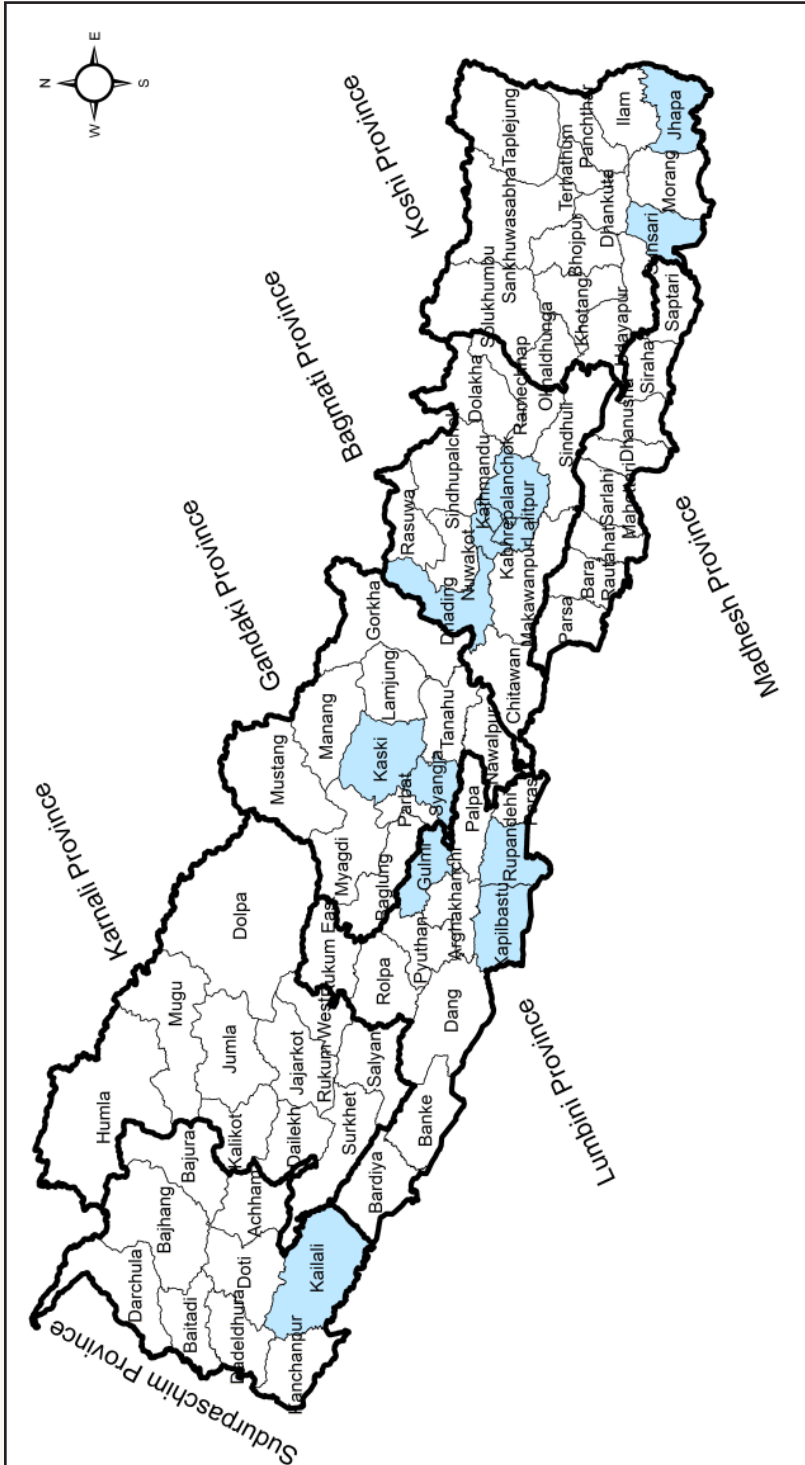 N
E
S
W
Sudurpaschim Province
Karnali Province
Gandaki Province
Bagmati Province
Koshi Province
Lumbini Province
Madhesh Province
Darchula
Bajhang
Baitadi
Bajura
Dadeldhura
Doti
Achham
Kanchanpur
Kailali
Humla
Mugu
Dolpa
Jumla
Kalikot
Dailekh
Jajarkot
Rukum West
Surkhet
Salyan
Rukum East
Rolpa
Pyuthan
Gulmi
Arghakhanchi
Palpa
Dang
Banke
Bardiya
Kapilbastu
Rupandehi
Mustang
Manang
Myagdi
Kaski
Lamjung
Gorkha
Baglung
Parbat
Syangja
Tanahu
Nawalpur
Rasuwa
Dhading
Nuwakot
Sindhupalchok
Kathmandu
Kabhrepalanchok
Lalitpur
Dolakha
Ramechhap
Sindhuli
Makawanpur
Chitawan
Parsa
Bara
Rautahat
Sarlahi
Mahottari
Dhanusha
Siraha
Saptari
Solukhumbu
Sankhuwasabha
Taplejung
Okhaldhunga
Khotang
Bhojpur
Terhathum
Panchthar
Dhankuta
Ilam
Udayapur
Sunsari
Morang
Jhapa